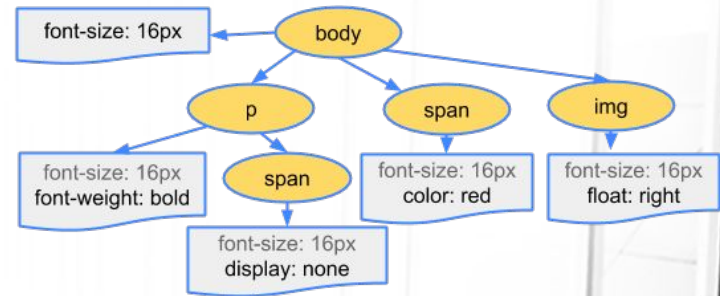 font-size: 16px
body
p
span
img
font-size: 16px
font-weight: bold
span
font-size: 16px
color: red
font-size: 16px
float: right
font-size: 16px
display: none